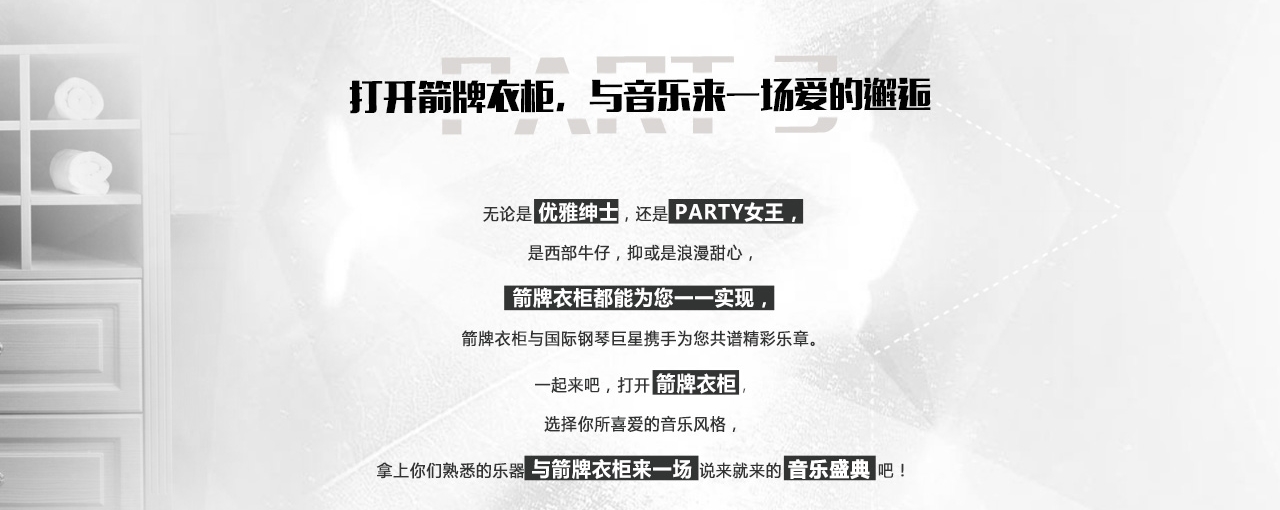 PART 3
打开箭牌衣柜，与音乐来一场爱的邂逅
无论是 优雅绅士，还是 PARTY女王，
是西部牛仔，抑或是浪漫甜心，
箭牌衣柜都能为您一一实现，
箭牌衣柜与国际钢琴巨星携手为您共谱精彩乐章。
一起来吧，打开 箭牌衣柜，
选择你所喜爱的音乐风格，
拿上你们熟悉的乐器 与箭牌衣柜来一场 说来就来的 音乐盛典 吧！